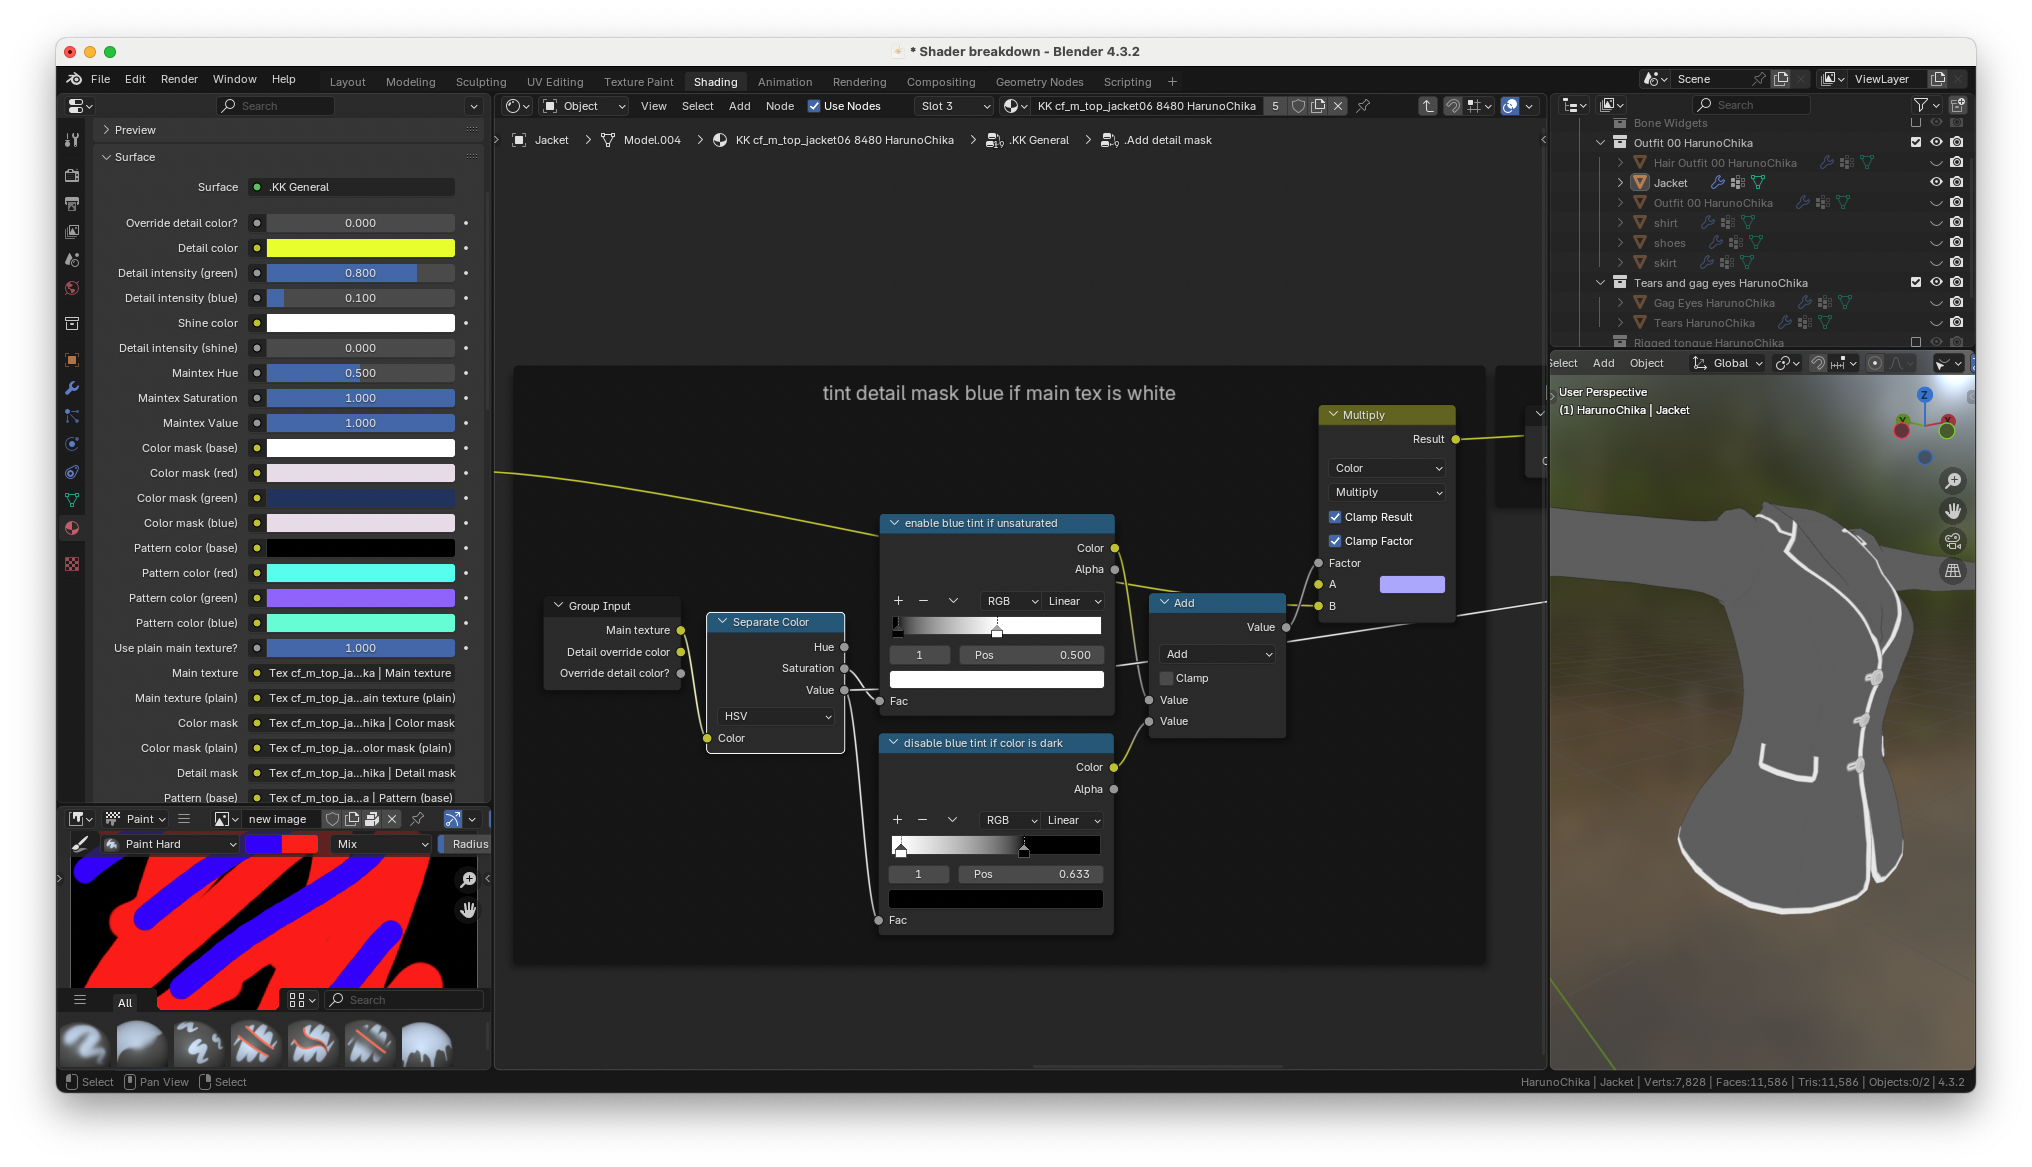 * Shader breakdown - Blender 4.3.2
File Edit Render Window Help
Layout Modeling Sculpting UV Editing Texture Paint Shading Animation Rendering Compositing Geometry Nodes Scripting +
Scene
ViewLayer
Search
Object View Select Add Node Use Nodes Slot 3 KK cf_m_top_jacket06 8480 HarunoChika 5
Search
Preview
Surface
Surface .KK General
Override detail color? 0.000
Detail color
Detail intensity (green) 0.800
Detail intensity (blue) 0.100
Shine color
Detail intensity (shine) 0.000
Maintex Hue 0.500
Maintex Saturation 1.000
Maintex Value 1.000
Color mask (base)
Color mask (red)
Color mask (green)
Color mask (blue)
Pattern color (base)
Pattern color (red)
Pattern color (green)
Pattern color (blue)
Use plain main texture? 1.000
Main texture Tex cf_m_top_ja...ka | Main texture
Main texture (plain) Tex cf_m_top_ja...ain texture (plain)
Color mask Tex cf_m_top_ja...hika | Color mask
Color mask (plain) Tex cf_m_top_ja...olor mask (plain)
Detail mask Tex cf_m_top_ja...hika | Detail mask
Pattern (base) Tex cf_m_top_ja...a | Pattern (base)
Paint new image
Paint Hard Mix Radius
All Search
Jacket > Model.004 > KK cf_m_top_jacket06 8480 HarunoChika > .KK General > .Add detail mask
tint detail mask blue if main tex is white
Group Input
Main texture
Detail override color
Override detail color?
Separate Color
Hue
Saturation
Value
HSV
Color
enable blue tint if unsaturated
Color
Alpha
RGB Linear
1 Pos 0.500
Fac
disable blue tint if color is dark
Color
Alpha
RGB Linear
1 Pos 0.633
Fac
Add
Value
Add
Clamp
Value
Value
Multiply
Result
Color
Multiply
Clamp Result
Clamp Factor
Factor
A
B
Bone Widgets
Outfit 00 HarunoChika
Hair Outfit 00 HarunoChika
Jacket
Outfit 00 HarunoChika
shirt
shoes
skirt
Tears and gag eyes HarunoChika
Gag Eyes HarunoChika
Tears HarunoChika
Rigged tongue HarunoChika
Select Add Object Global
User Perspective
(1) HarunoChika | Jacket
Z
Select Pan View Select
HarunoChika | Jacket | Verts:7,828 | Faces:11,586 | Tris:11,586 | Objects:0/2 | 4.3.2